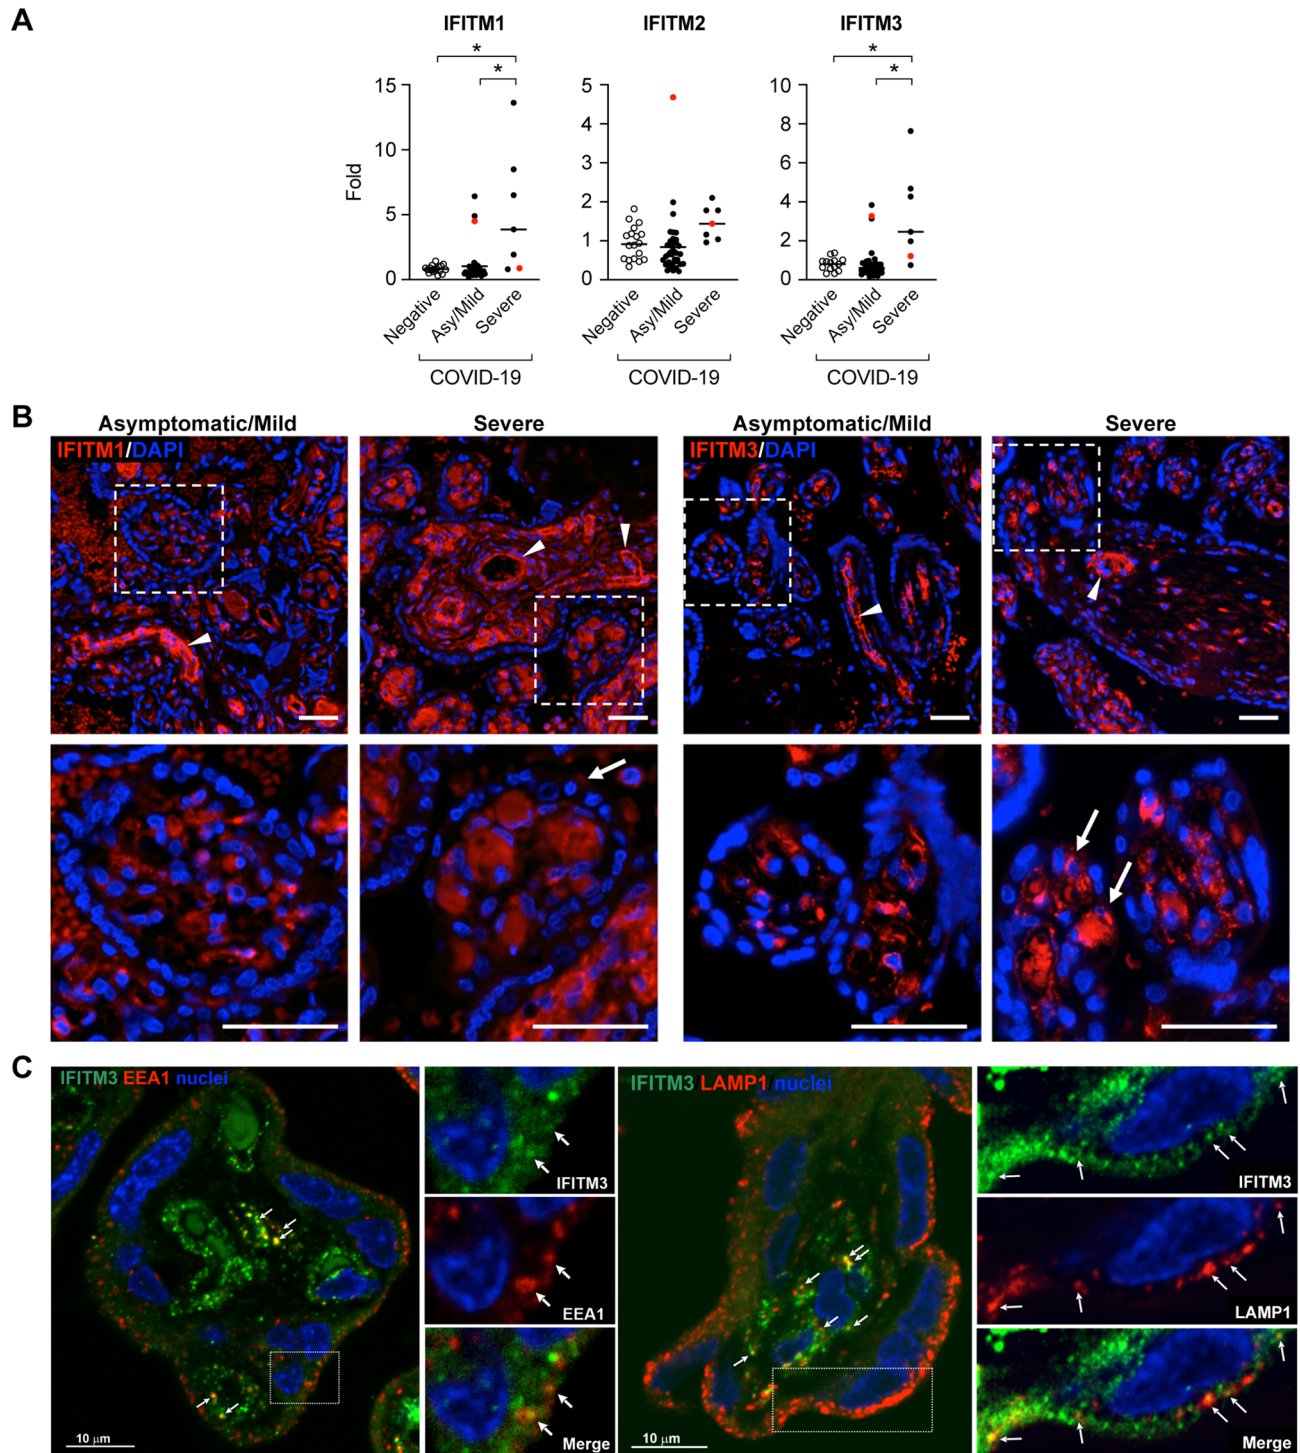 A
IFITM1
IFITM2
IFITM3
*
*
*
*
Fold
15
10
5
0
5
4
3
2
1
0
10
8
6
4
2
0
Negative
Asy/Mild
Severe
Negative
Asy/Mild
Severe
Negative
Asy/Mild
Severe
COVID-19
COVID-19
COVID-19
B
Asymptomatic/Mild
Severe
Asymptomatic/Mild
Severe
IFITM1/DAPI
IFITM3/DAPI
C
IFITM3 EEA1 nuclei
IFITM3
EEA1
Merge
10 μm
IFITM3 LAMP1 nuclei
IFITM3
LAMP1
Merge
10 μm